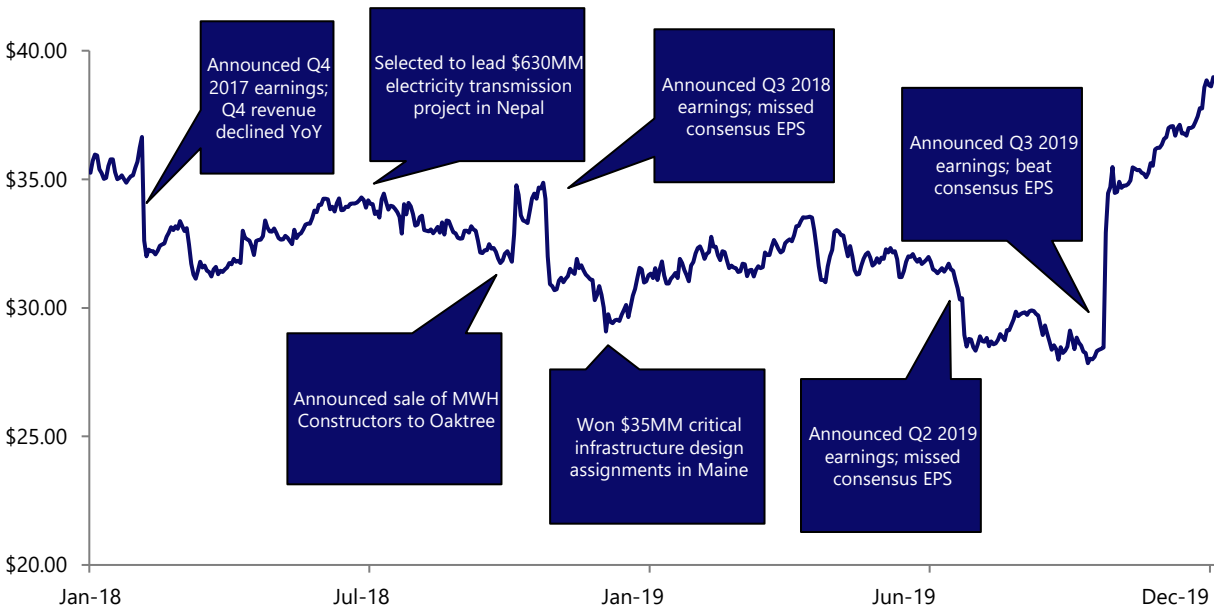 $40.00
$35.00
$30.00
$25.00
$20.00
Announced Q4
2017 earnings;
Q4 revenue
declined YoY
Selected to lead $630MM
electricity transmission
project in Nepal
Announced Q3 2018
earnings; missed
consensus EPS
Announced Q3 2019
earnings; beat
consensus EPS
Announced sale of MWH
Constructors to Oaktree
Won $35MM critical
infrastructure design
assignments in Maine
Announced Q2 2019
earnings; missed
consensus EPS
Jan-18
Jul-18
Jan-19
Jun-19
Dec-19